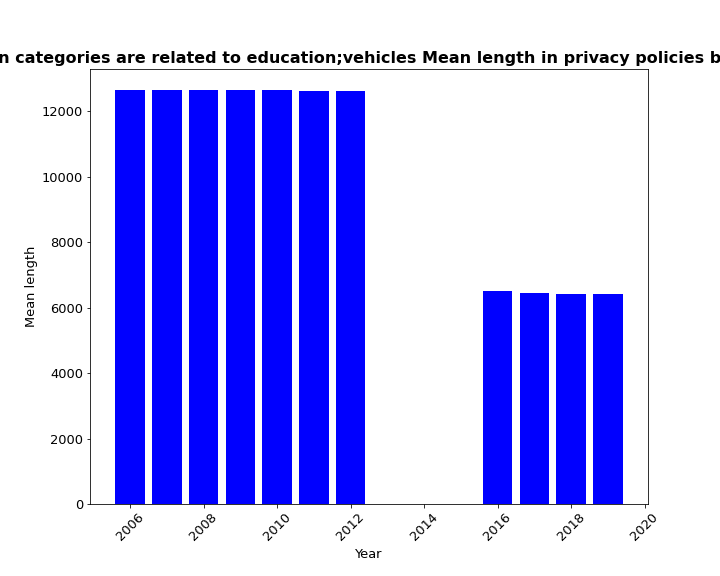 n categories are related to education;vehicles Mean length in privacy policies b
12000
10000
8000
6000
4000
2000
0
Mean length
2006 2008 2010 2012 2014 2016 2018 2020
Year